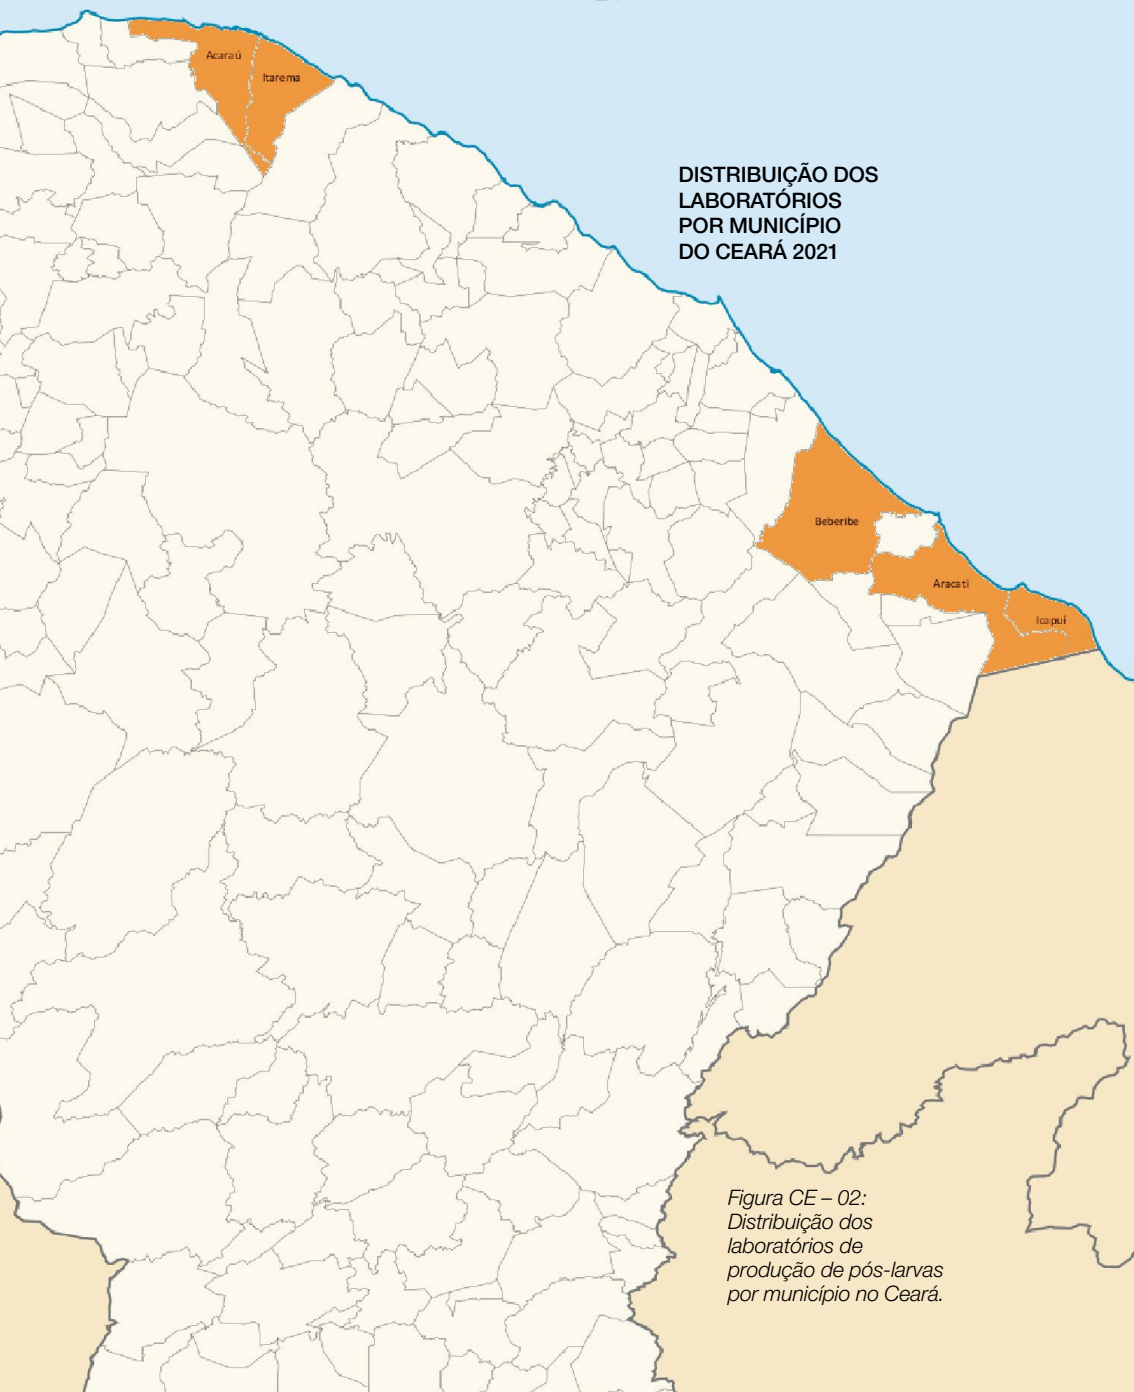 Acaraú
Itarema
DISTRIBUIÇÃO DOS
LABORATÓRIOS
POR MUNICÍPIO
DO CEARÁ 2021
Beberibe
Aracati
Icapuí
Figura CE – 02:
Distribuição dos
laboratórios de
produção de pós-larvas
por município no Ceará.